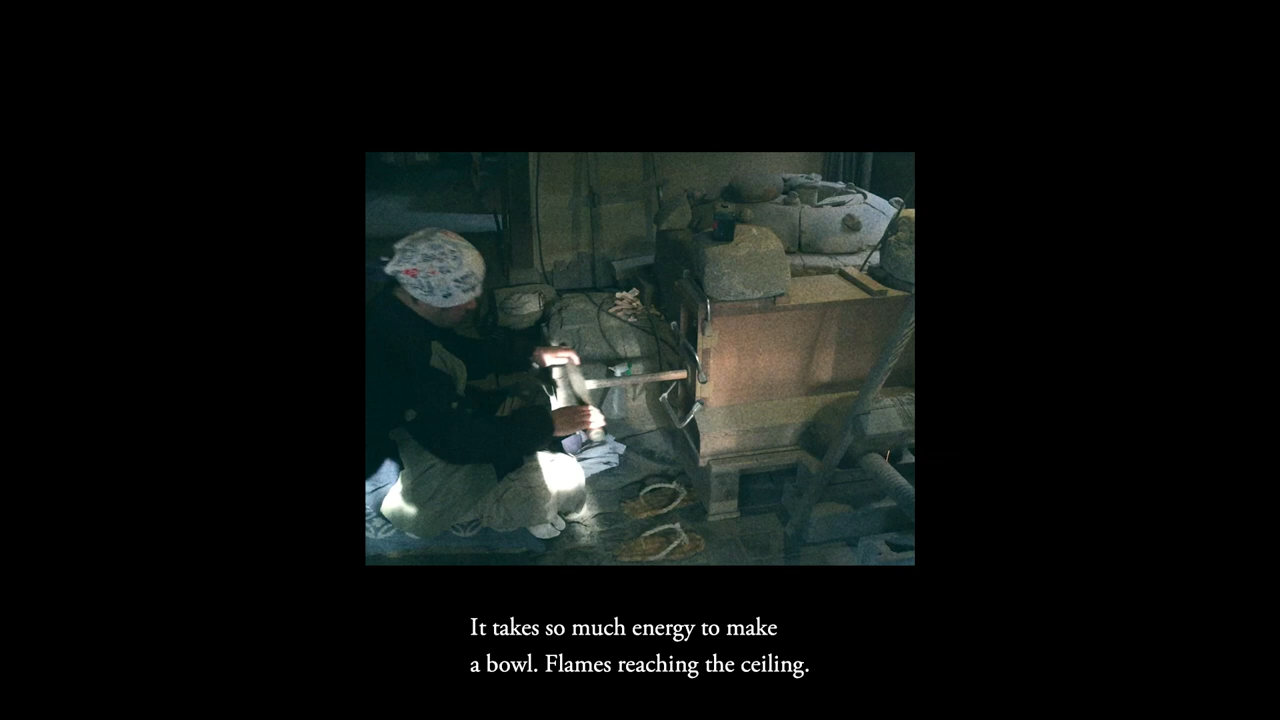 It takes so much energy to make
a bowl. Flames reaching the ceiling.